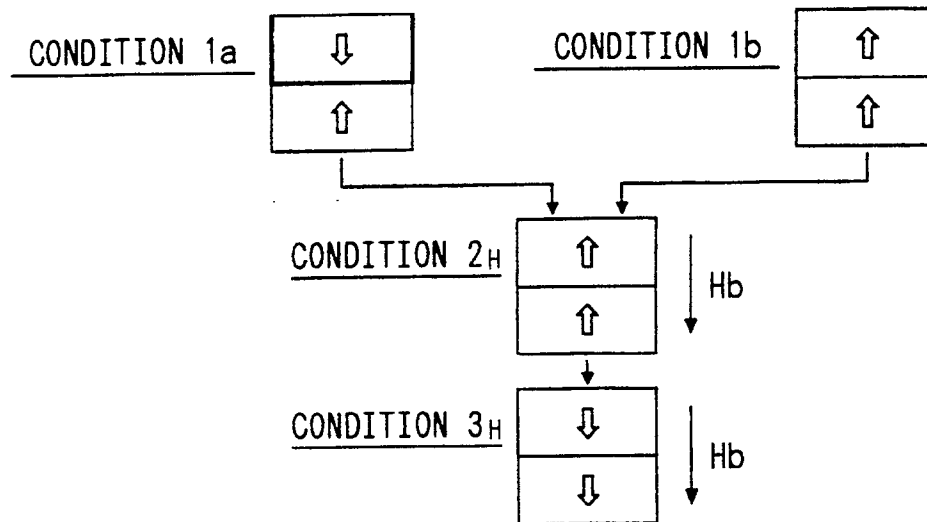 CONDITION 1a
CONDITION 1b
CONDITION 2H
Hb
CONDITION 3H
Hb